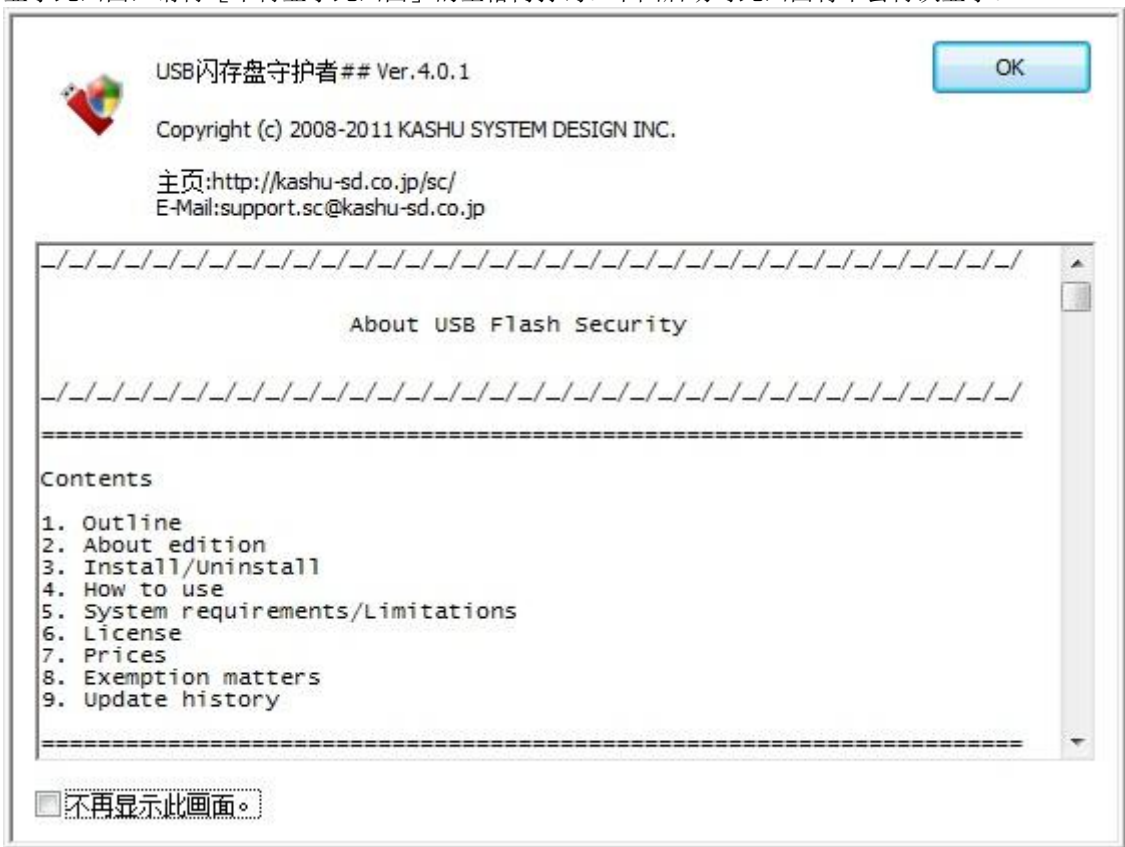 USB闪存盘守护者## Ver.4.0.1
OK
Copyright (c) 2008-2011 KASHU SYSTEM DESIGN INC.
主页:http://kashu-sd.co.jp/sc/
E-Mail:support.sc@kashu-sd.co.jp
_/_/_/_/_/_/_/_/_/_/_/_/_/_/_/_/_/_/_/_/_/_/_/_/_/_/_/_/_/_/_/_/_/_/_/
About USB Flash Security
_/_/_/_/_/_/_/_/_/_/_/_/_/_/_/_/_/_/_/_/_/_/_/_/_/_/_/_/_/_/_/_/_/_/_/
======================================================================
Contents
1. Outline
2. About edition
3. Install/Uninstall
4. How to use
5. System requirements/Limitations
6. License
7. Prices
8. Exemption matters
9. Update history
======================================================================
不再显示此画面。